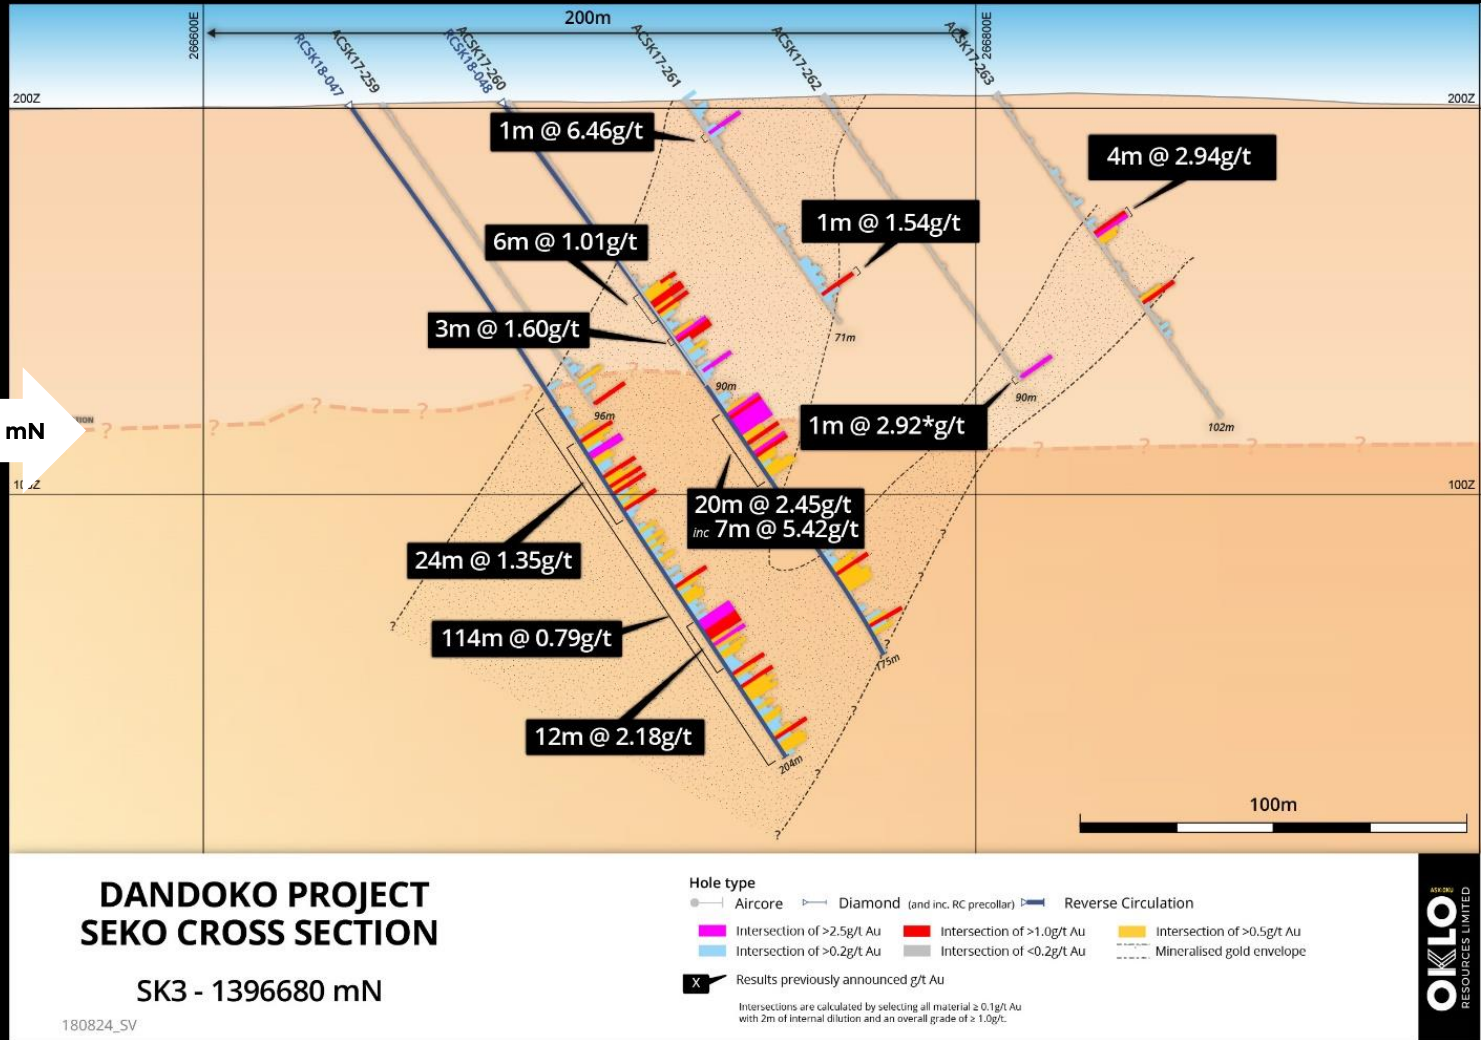 200m
266600E
266800E
RCSK18-047
ACSK17-259
ACSK17-260
RCSK18-048
ACSK17-261
ACSK17-262
ACSK17-263
200Z
200Z
1m @ 6.46g/t
4m @ 2.94g/t
1m @ 1.54g/t
6m @ 1.01g/t
3m @ 1.60g/t
71m
90m
90m
96m
102m
1m @ 2.92*g/t
mN
? ? ? ? ? ? ? ? ? ?
100Z
20m @ 2.45g/t
inc 7m @ 5.42g/t
24m @ 1.35g/t
114m @ 0.79g/t
12m @ 2.18g/t
175m
204m
? ? ? ? ? ? ?
100m
DANDOKO PROJECT
SEKO CROSS SECTION
SK3 - 1396680 mN
180824_SV
Hole type
Aircore Diamond (and inc. RC precollar) Reverse Circulation
Intersection of >2.5g/t Au Intersection of >1.0g/t Au Intersection of >0.5g/t Au
Intersection of >0.2g/t Au Intersection of <0.2g/t Au Mineralised gold envelope
X Results previously announced g/t Au
Intersections are calculated by selecting all material ≥ 0.1g/t Au
with 2m of internal dilution and an overall grade of ≥ 1.0g/t.
ASX:OKU
OKLO
RESOURCES LIMITED